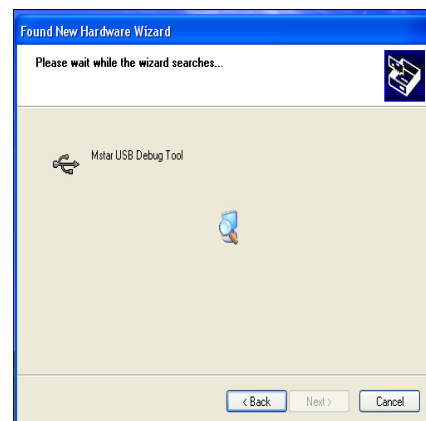 Found New Hardware Wizard
Please wait while the wizard searches...
Mstar USB Debug Tool
< Back
Next >
Cancel